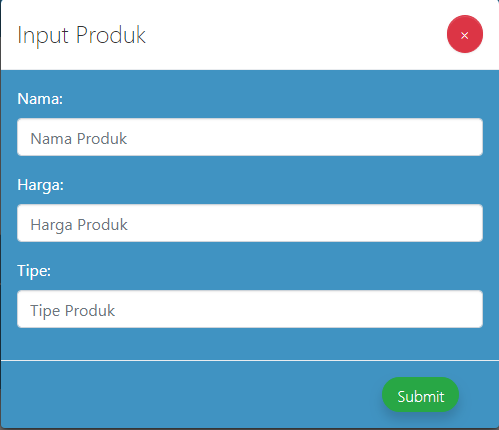 Input Produk
×
Nama:
Nama Produk
Harga:
Harga Produk
Tipe:
Tipe Produk
Submit